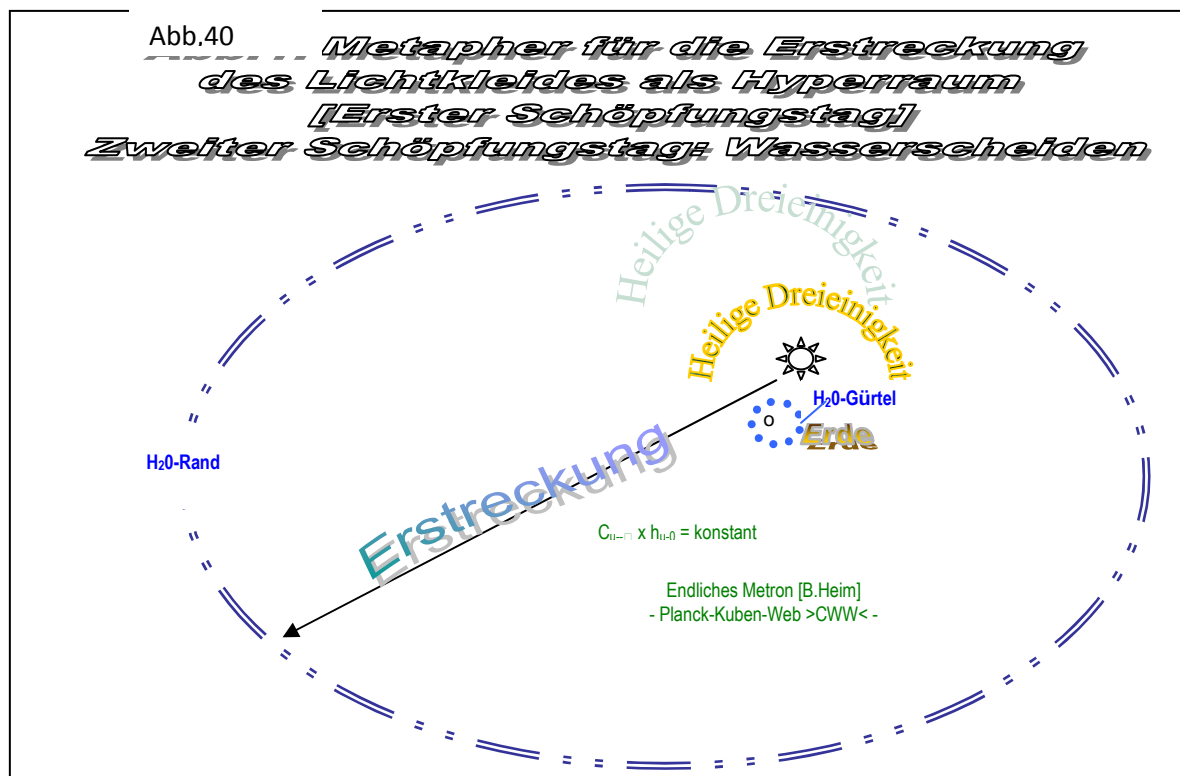 Abb.40
Metapher für die Erstreckung
des Lichtkleides als Hyperraum
[Erster Schöpfungstag]
Zweiter Schöpfungstag: Wasserscheiden
Heilige Dreieinigkeit
Heilige Dreieinigkeit
H20-Gürtel
o
Erde
H20-Rand
Erstreckung
x = konstant
Endliches Metron [B.Heim]
- Planck-Kuben-Web >CWW< -